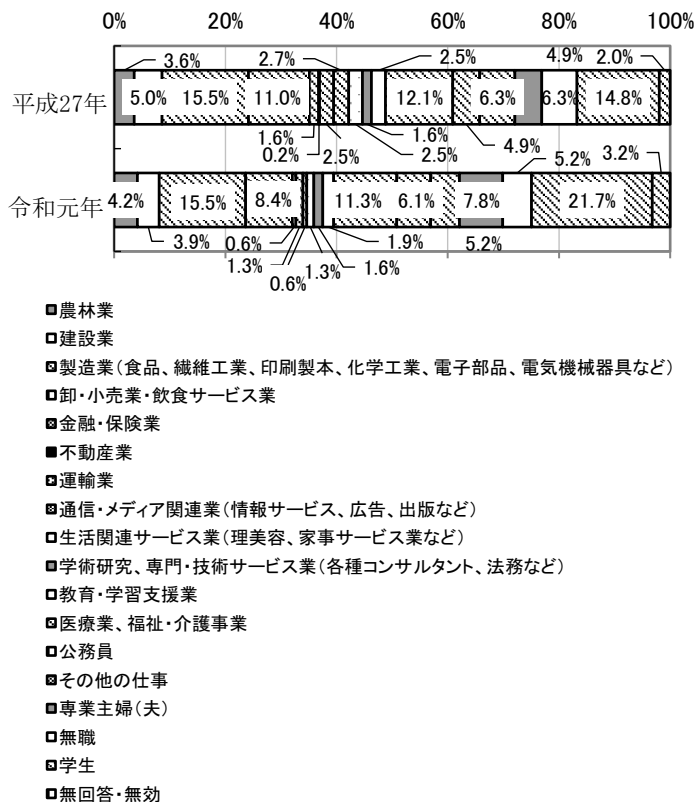 0% 20% 40% 60% 80% 100%
3.6% 2.7% 2.5% 4.9% 2.0%
平成27年 5.0% 15.5% 11.0% 12.1% 6.3% 6.3% 14.8%
1.6% 1.6%
0.2% 2.5% 2.5% 4.9%
5.2% 3.2%
令和元年 4.2% 15.5% 8.4% 11.3% 6.1% 7.8% 21.7%
3.9% 0.6% 1.9% 5.2%
1.3% 1.3% 1.6%
0.6%
農林業
建設業
製造業(食品、繊維工業、印刷製本、化学工業、電子部品、電気機械器具など)
卸・小売業・飲食サービス業
金融・保険業
不動産業
運輸業
通信・メディア関連業(情報サービス、広告、出版など)
生活関連サービス業(理美容、家事サービス業など)
学術研究、専門・技術サービス業(各種コンサルタント、法務など)
教育・学習支援業
医療業、福祉・介護事業
公務員
その他の仕事
専業主婦(夫)
無職
学生
無回答・無効